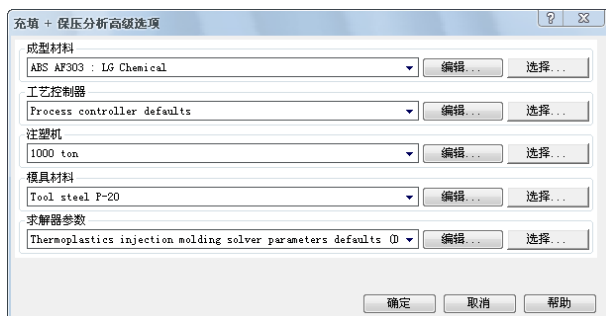 充填 + 保压分析高级选项
成型材料
ABS AF303 : LG Chemical 编辑... 选择...
工艺控制器
Process controller defaults 编辑... 选择...
注塑机
1000 ton 编辑... 选择...
模具材料
Tool steel P-20 编辑... 选择...
求解器参数
Thermoplastics injection molding solver parameters defaults (D 编辑... 选择...
确定 取消 帮助